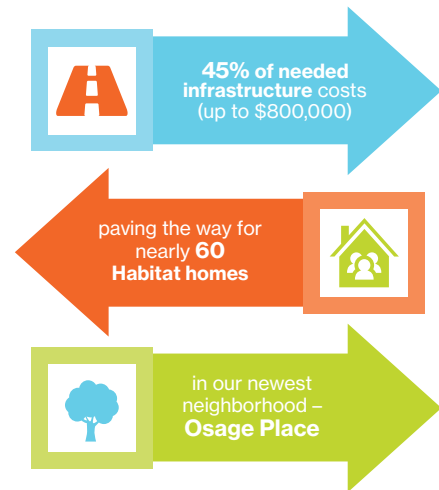 45% of needed
infrastructure costs
(up to $800,000)
paving the way for
nearly 60
Habitat homes
in our newest
neighborhood –
Osage Place